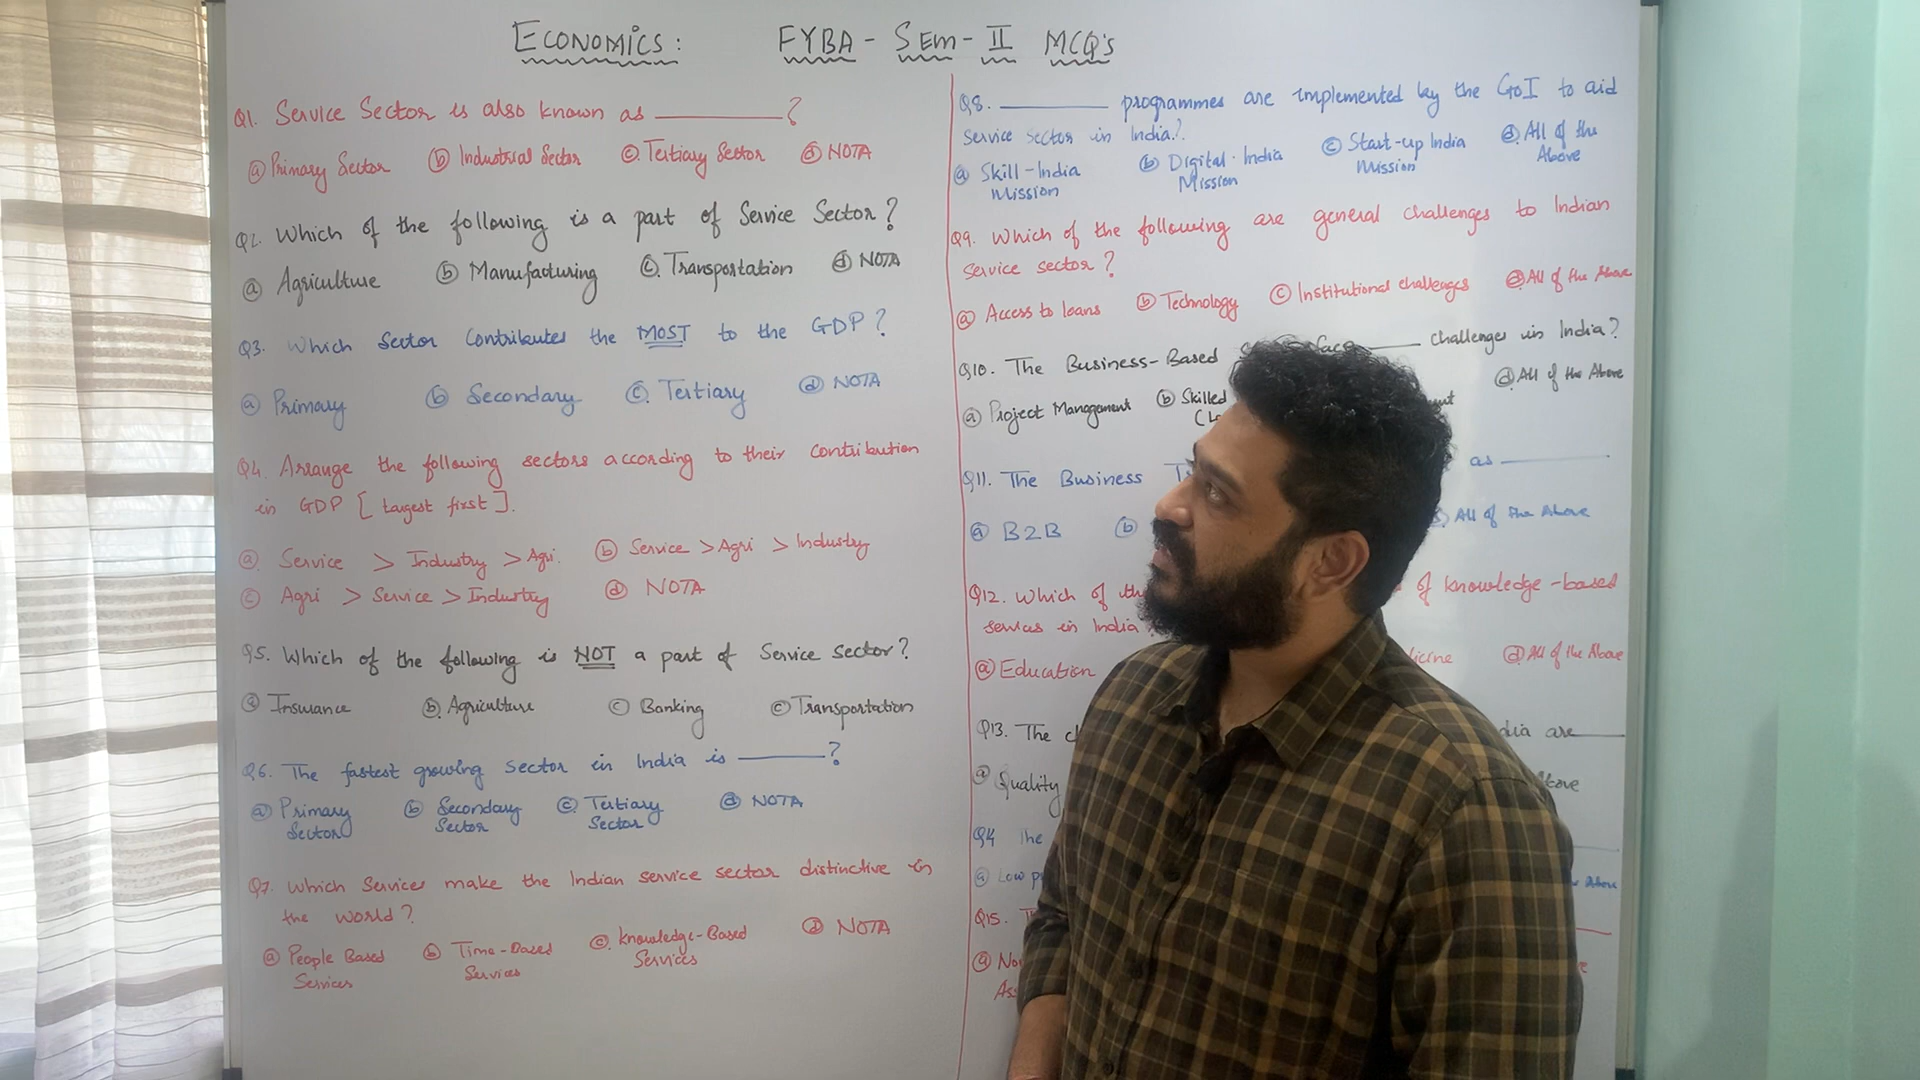 ECONOMICS: FYBA - SEM - II MCQ's
Q1. Service Sector is also known as ________?
ⓐ Primary Sector ⓑ Industrial Sector ⓒ. Tertiary Sector ⓓ NOTA
Q2. Which of the following is a part of Service Sector?
ⓐ Agriculture ⓑ Manufacturing ⓒ. Transportation ⓓ NOTA
Q3. Which Sector Contributes the MOST to the GDP?
ⓐ Primary ⓑ Secondary ⓒ. Tertiary ⓓ NOTA
Q4. Arrange the following sectors according to their contribution
in GDP [Largest first].
ⓐ. Service > Industry > Agri. ⓑ Service > Agri > Industry
ⓒ Agri > Service > Industry ⓓ NOTA
Q5. Which of the following is NOT a part of Service sector?
ⓐ Insurance ⓑ. Agriculture ⓒ Banking ⓒ Transportation
Q6. The fastest growing sector in India is ________?
ⓐ Primary Sector ⓑ Secondary Sector ⓒ Tertiary Sector ⓓ NOTA
Q7. Which Services make the Indian service sector distinctive in
the world?
ⓐ People Based Services ⓑ Time-Based Services ⓒ. Knowledge-Based Services ⓓ NOTA
Q8. ________ programmes are implemented by the GoI to aid
Service Sector in India?.
ⓐ Skill-India Mission ⓑ Digital-India Mission ⓒ Start-up India Mission ⓓ All of the Above
Q9. Which of the following are general challenges to Indian
Service sector?
ⓐ Access to loans ⓑ Technology ⓒ Institutional challenges ⓓ All of the Above
Q10. The Business-Based face ________ challenges in India?
ⓐ Project Management ⓑ Skilled ⓓ All of the Above
Q11. The Business as ________
ⓐ B2B ⓑ All of the Above
Q12. Which of the of knowledge-based
services in India?
ⓐ Education ⓓ All of the Above
Q13. The are ________
ⓐ Quality
Q14 The
ⓐ Low Above
Q15.
ⓐ